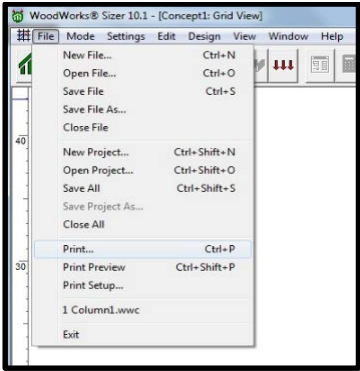 WoodWorks® Sizer 10.1 - [Concept1: Grid View]
File Mode Settings Edit Design View Window Help
New File... Ctrl+N
Open File... Ctrl+O
Save File Ctrl+S
Save File As...
Close File
40
New Project... Ctrl+Shift+N
Open Project... Ctrl+Shift+O
Save All Ctrl+Shift+S
Save Project As...
Close All
Print... Ctrl+P
30
Print Preview Ctrl+Shift+P
Print Setup...
1 Column1.wwc
Exit